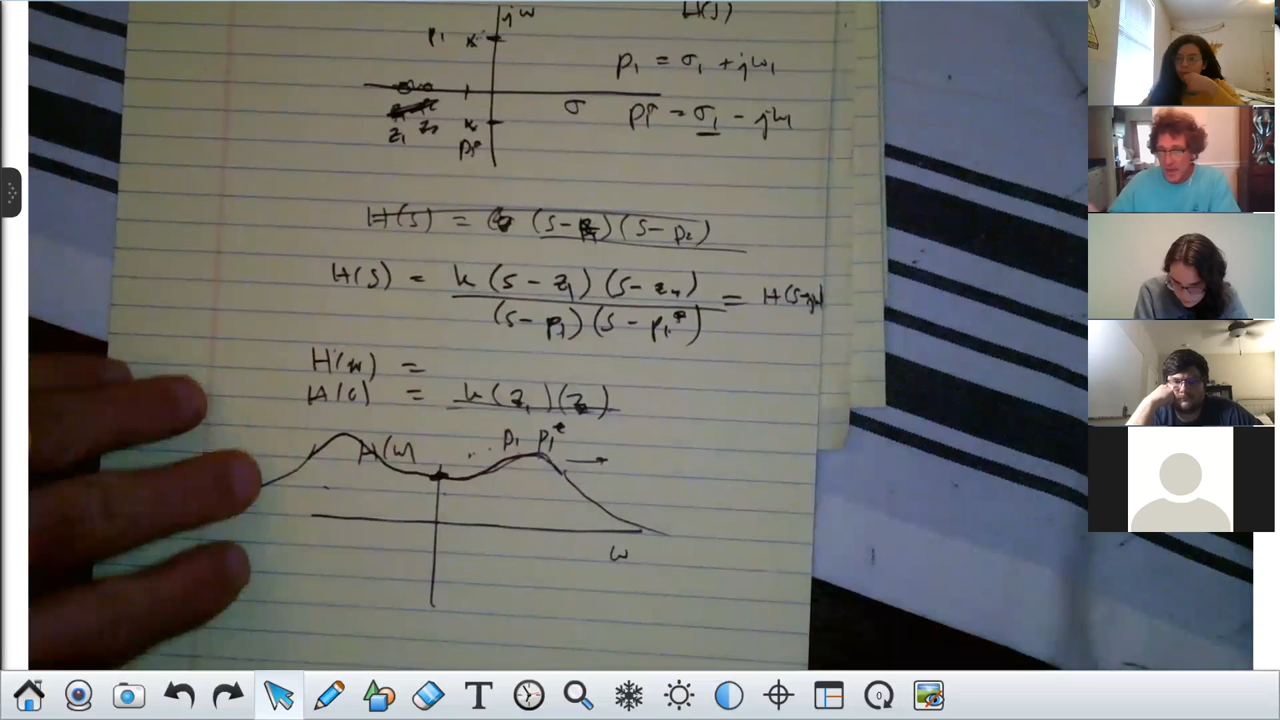 jω
H(s)
p₁
p₁ = σ₁ + jω₁
σ
p₁* = σ₁ - jω₁
z₁ z₂
p₁*
H(s) = (s - p₁)(s - p₂)
H(s) = k (s - z₁)(s - z₂) = H(s=jω)
(s - p₁)(s - p₁*)
H(∞) =
H(0) = k(z₁)(z₂)
p₁ p₁*
H(ω)
ω
T
0